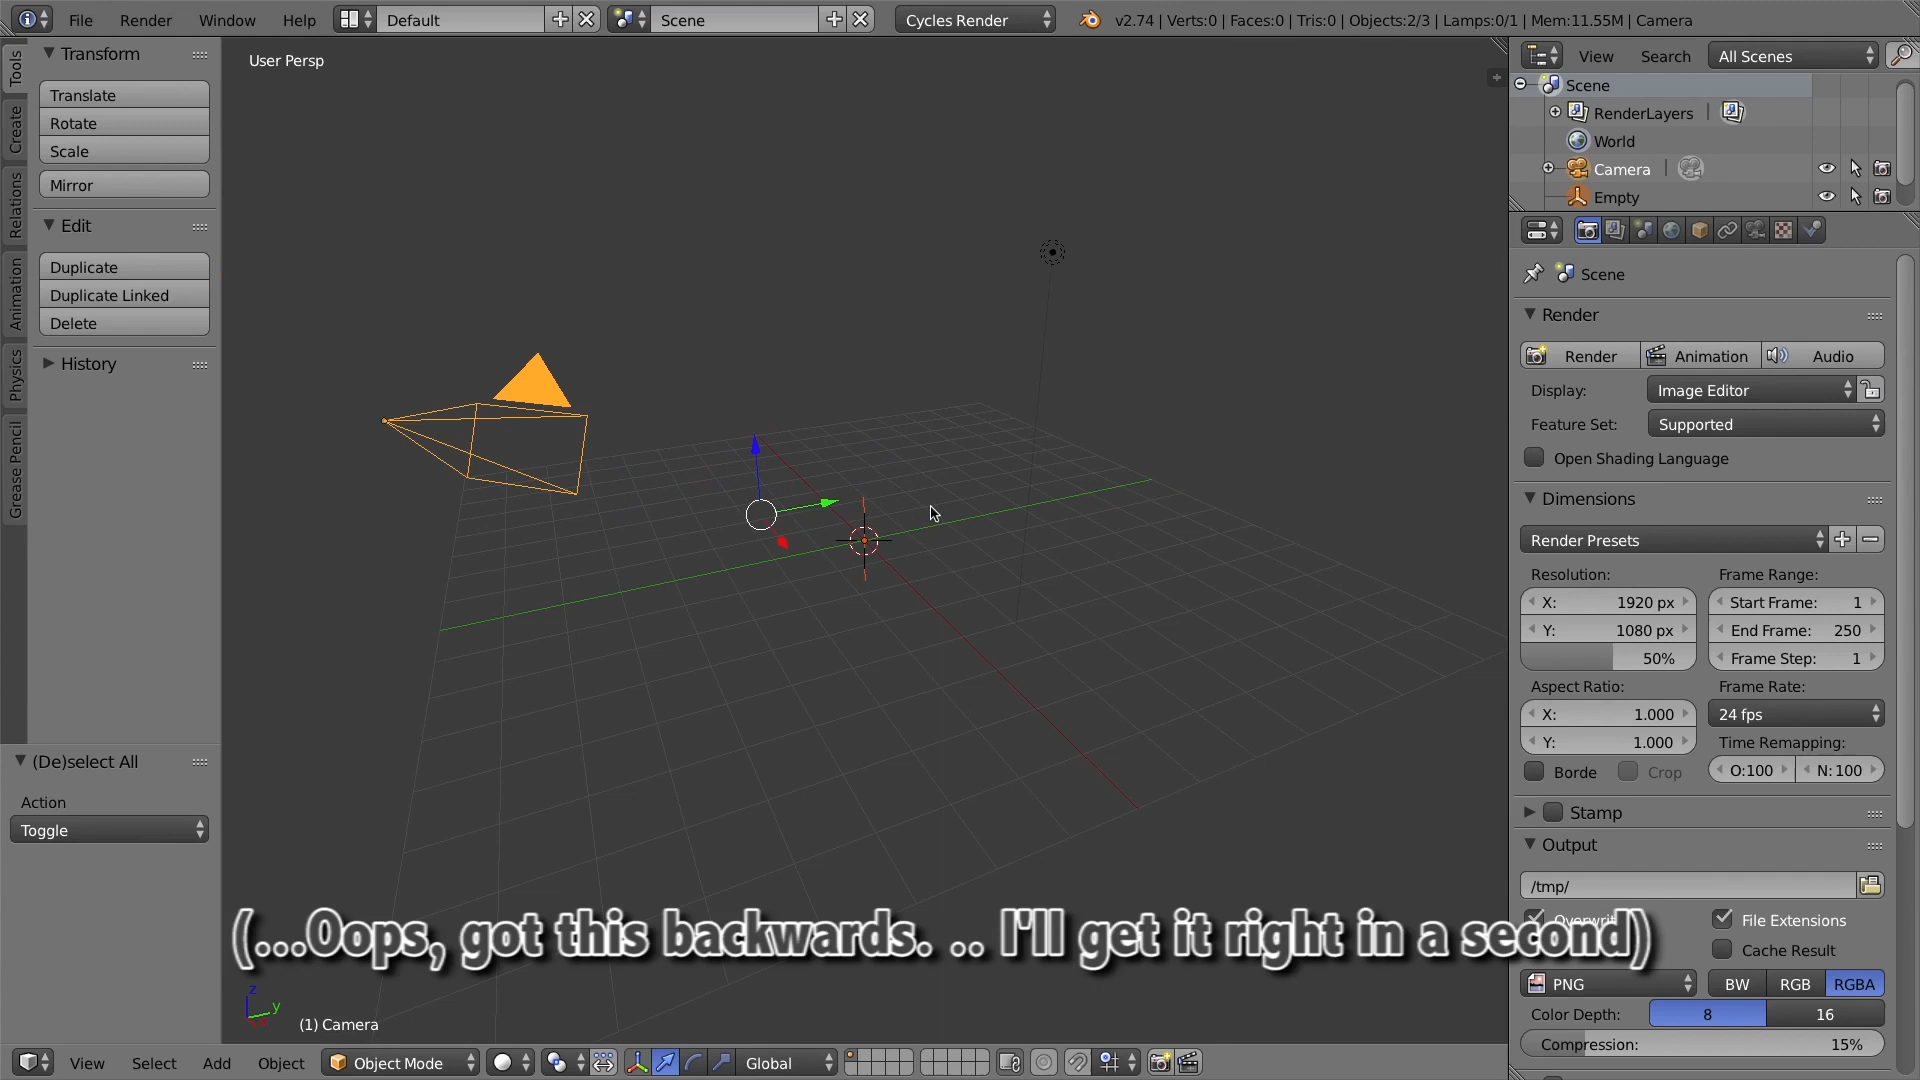 File Render Window Help Default Scene Cycles Render v2.74 | Verts:0 | Faces:0 | Tris:0 | Objects:2/3 | Lamps:0/1 | Mem:11.55M | Camera
Tools
Create
Relations
Animation
Physics
Grease Pencil
Transform
Translate
Rotate
Scale
Mirror
Edit
Duplicate
Duplicate Linked
Delete
History
(De)select All
Action
Toggle
User Persp
(...Oops, got this backwards. .. I'll get it right in a second)
z
y
(1) Camera
View Select Add Object Object Mode Global
View Search All Scenes
Scene
RenderLayers |
World
Camera |
Empty
Scene
Render
Render Animation Audio
Display: Image Editor
Feature Set: Supported
Open Shading Language
Dimensions
Render Presets
Resolution: Frame Range:
X: 1920 px Start Frame: 1
Y: 1080 px End Frame: 250
50% Frame Step: 1
Aspect Ratio: Frame Rate:
X: 1.000 24 fps
Y: 1.000 Time Remapping:
Borde Crop O:100 N: 100
Stamp
Output
/tmp/
File Extensions
Cache Result
PNG BW RGB RGBA
Color Depth: 8 16
Compression: 15%